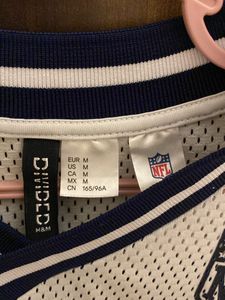 DIVIDED
H&M
EUR M
US M
CA M
MX M
CN 165/96A
NFL